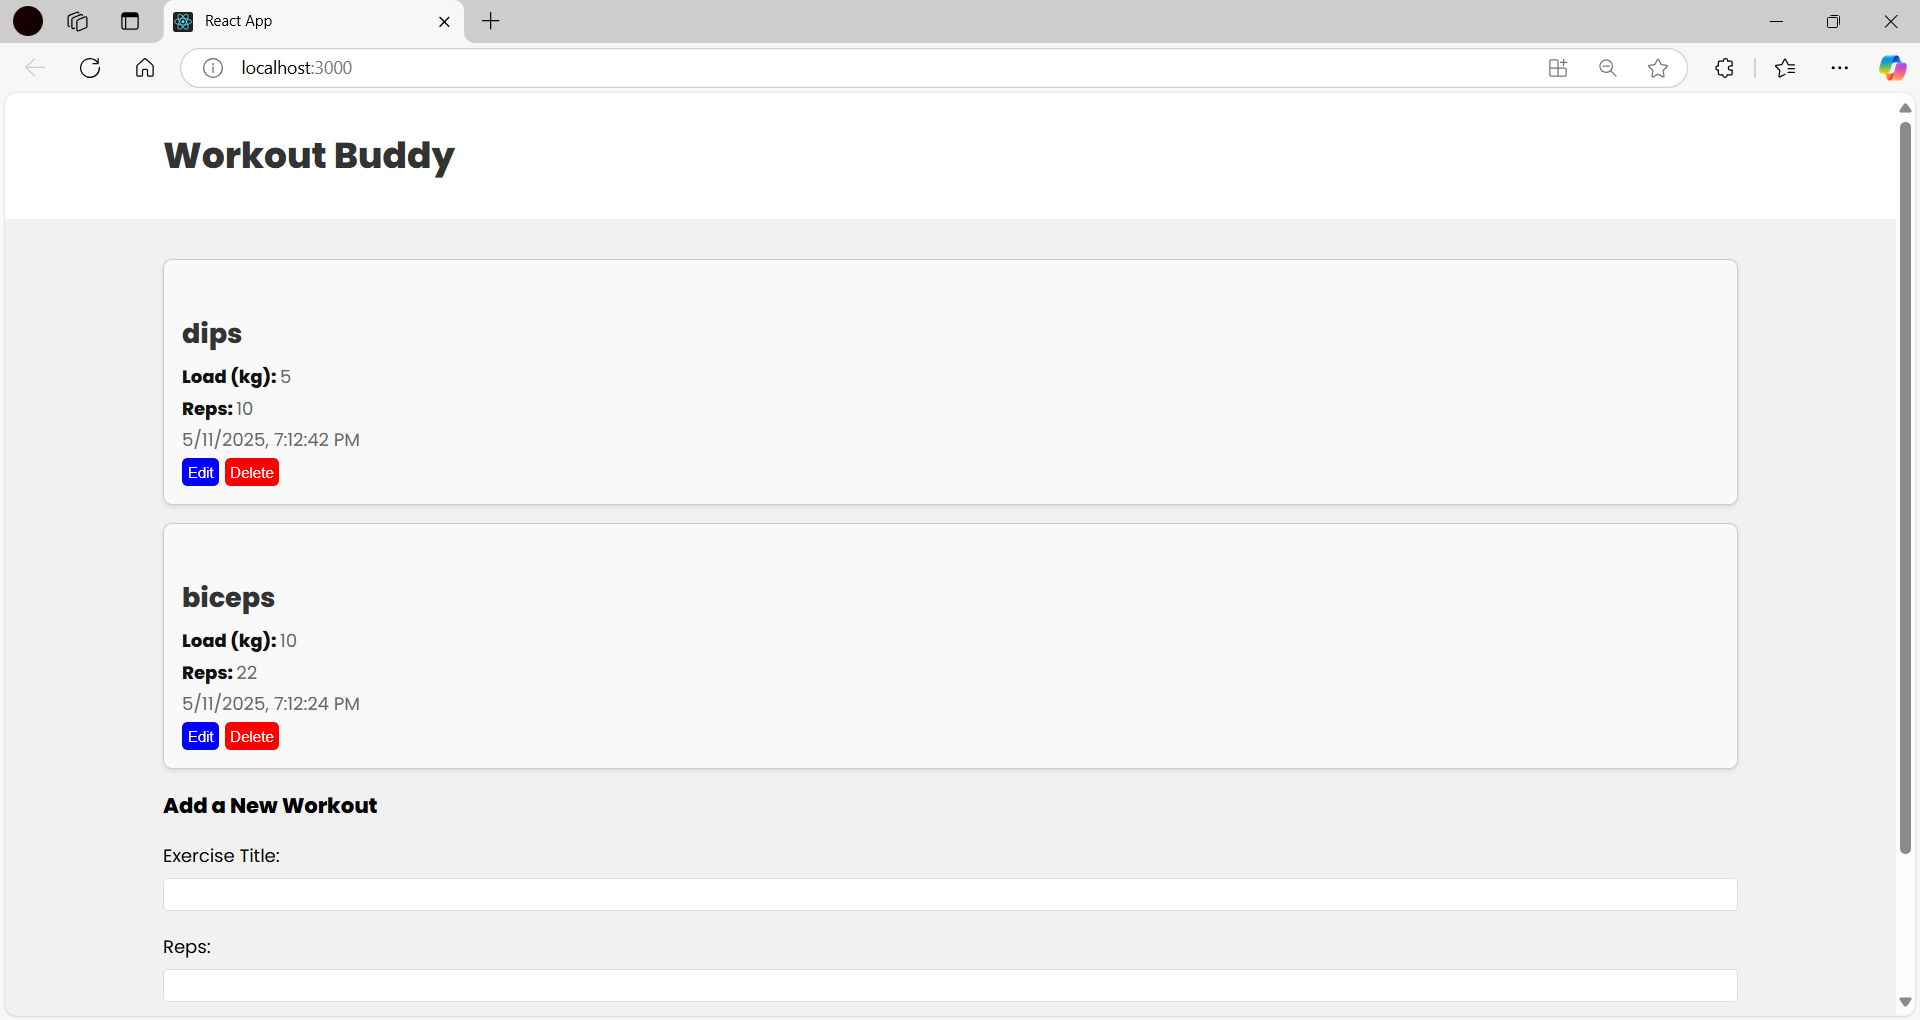 React App
localhost:3000
Workout Buddy
dips
Load (kg): 5
Reps: 10
5/11/2025, 7:12:42 PM
Edit Delete
biceps
Load (kg): 10
Reps: 22
5/11/2025, 7:12:24 PM
Edit Delete
Add a New Workout
Exercise Title:
Reps: